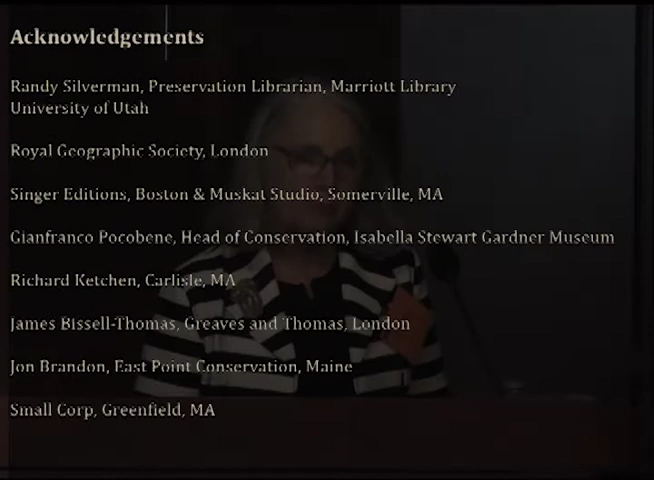 Acknowledgements
Randy Silverman, Preservation Librarian, Marriott Library
University of Utah
Royal Geographic Society, London
Singer Editions, Boston & Muskat Studio, Somerville, MA
Gianfranco Pocobene, Head of Conservation, Isabella Stewart Gardner Museum
Richard Ketchen, Carlisle, MA
James Bissell-Thomas, Greaves and Thomas, London
Jon Brandon, East Point Conservation, Maine
Small Corp, Greenfield, MA